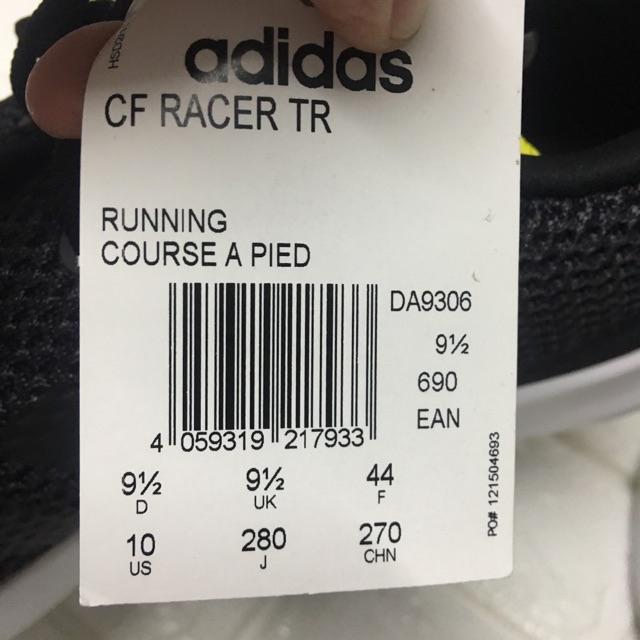 adidas
CF RACER TR
RUNNING
COURSE A PIED
DA9306
9½
690
EAN
4 059319 217933
9½ 9½ 44
D UK F
10 280 270
US J CHN
PO# 121504693